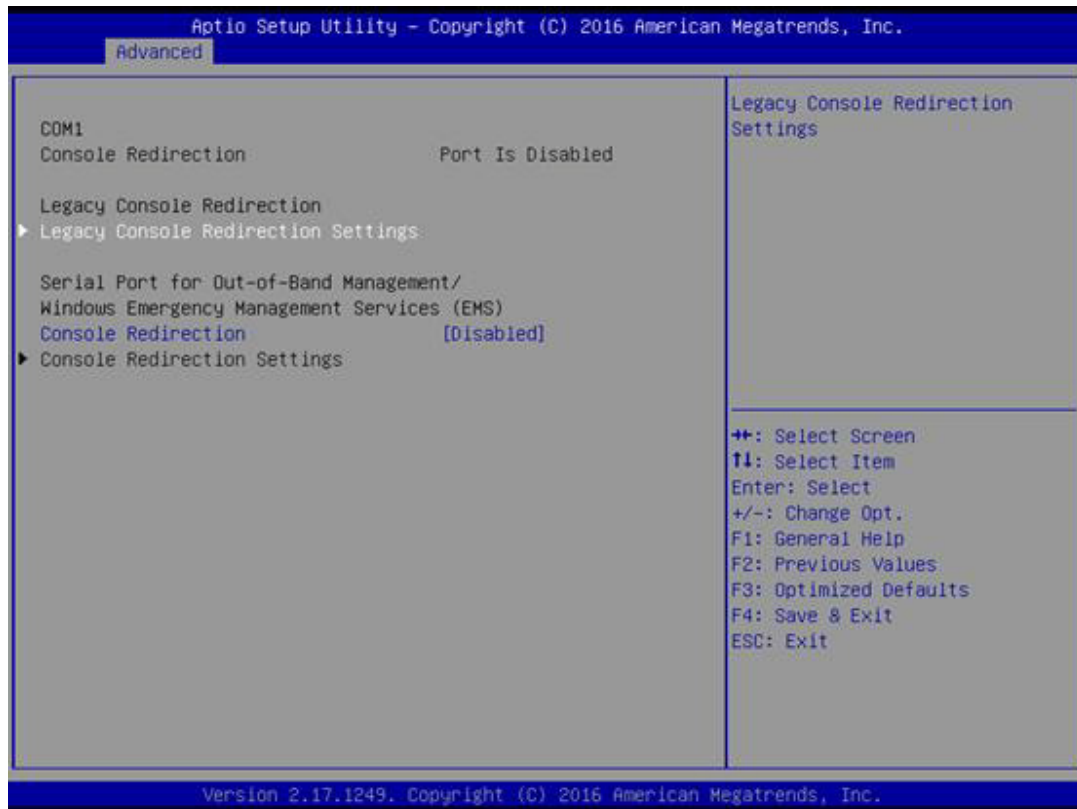 Aptio Setup Utility – Copyright (C) 2016 American Megatrends, Inc.
Advanced
COM1
Console Redirection Port Is Disabled
Legacy Console Redirection
Legacy Console Redirection Settings
Serial Port for Out-of-Band Management/
Windows Emergency Management Services (EMS)
Console Redirection [Disabled]
Console Redirection Settings
Legacy Console Redirection
Settings
→←: Select Screen
↑↓: Select Item
Enter: Select
+/-: Change Opt.
F1: General Help
F2: Previous Values
F3: Optimized Defaults
F4: Save & Exit
ESC: Exit
Version 2.17.1249. Copyright (C) 2016 American Megatrends, Inc.